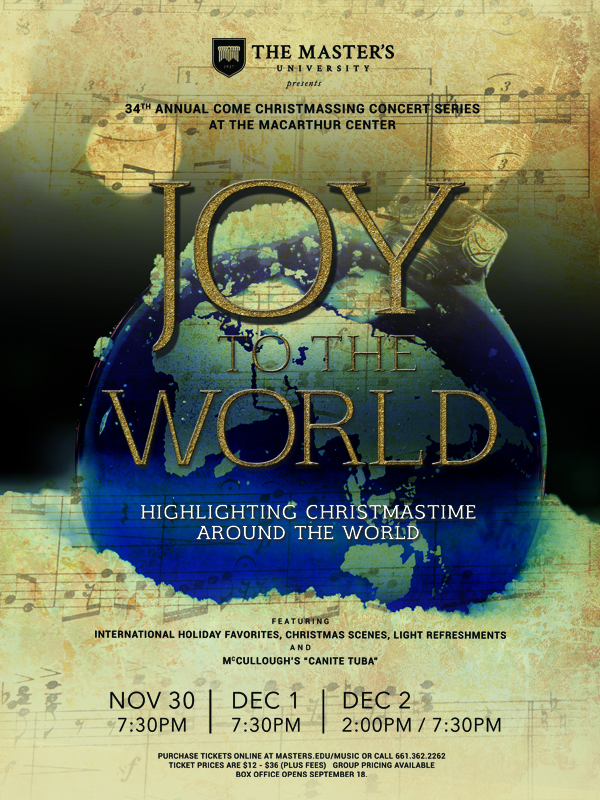 THE MASTER'S
UNIVERSITY
presents
34TH ANNUAL COME CHRISTMASSING CONCERT SERIES
AT THE MACARTHUR CENTER
JOY
TO THE
WORLD
HIGHLIGHTING CHRISTMASTIME
AROUND THE WORLD
FEATURING
INTERNATIONAL HOLIDAY FAVORITES, CHRISTMAS SCENES, LIGHT REFRESHMENTS
AND
McCULLOUGH'S "CANITE TUBA"
NOV 30 | DEC 1 | DEC 2
7:30PM | 7:30PM | 2:00PM / 7:30PM
PURCHASE TICKETS ONLINE AT MASTERS.EDU/MUSIC OR CALL 661.362.2262
TICKET PRICES ARE $12 - $36 (PLUS FEES) GROUP PRICING AVAILABLE
BOX OFFICE OPENS SEPTEMBER 18.